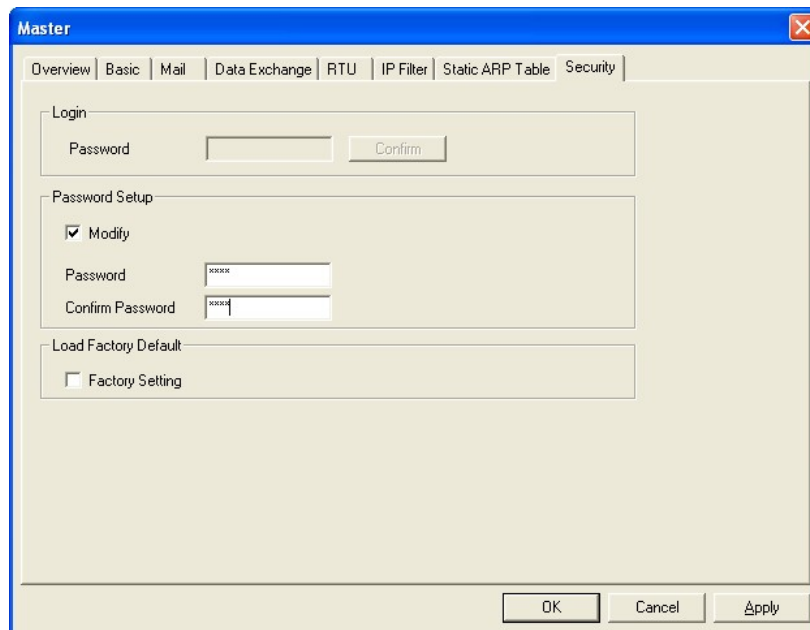 Master
Overview Basic Mail Data Exchange RTU IP Filter Static ARP Table Security
Login
Password Confirm
Password Setup
Modify
Password ****
Confirm Password ****
Load Factory Default
Factory Setting
OK Cancel Apply